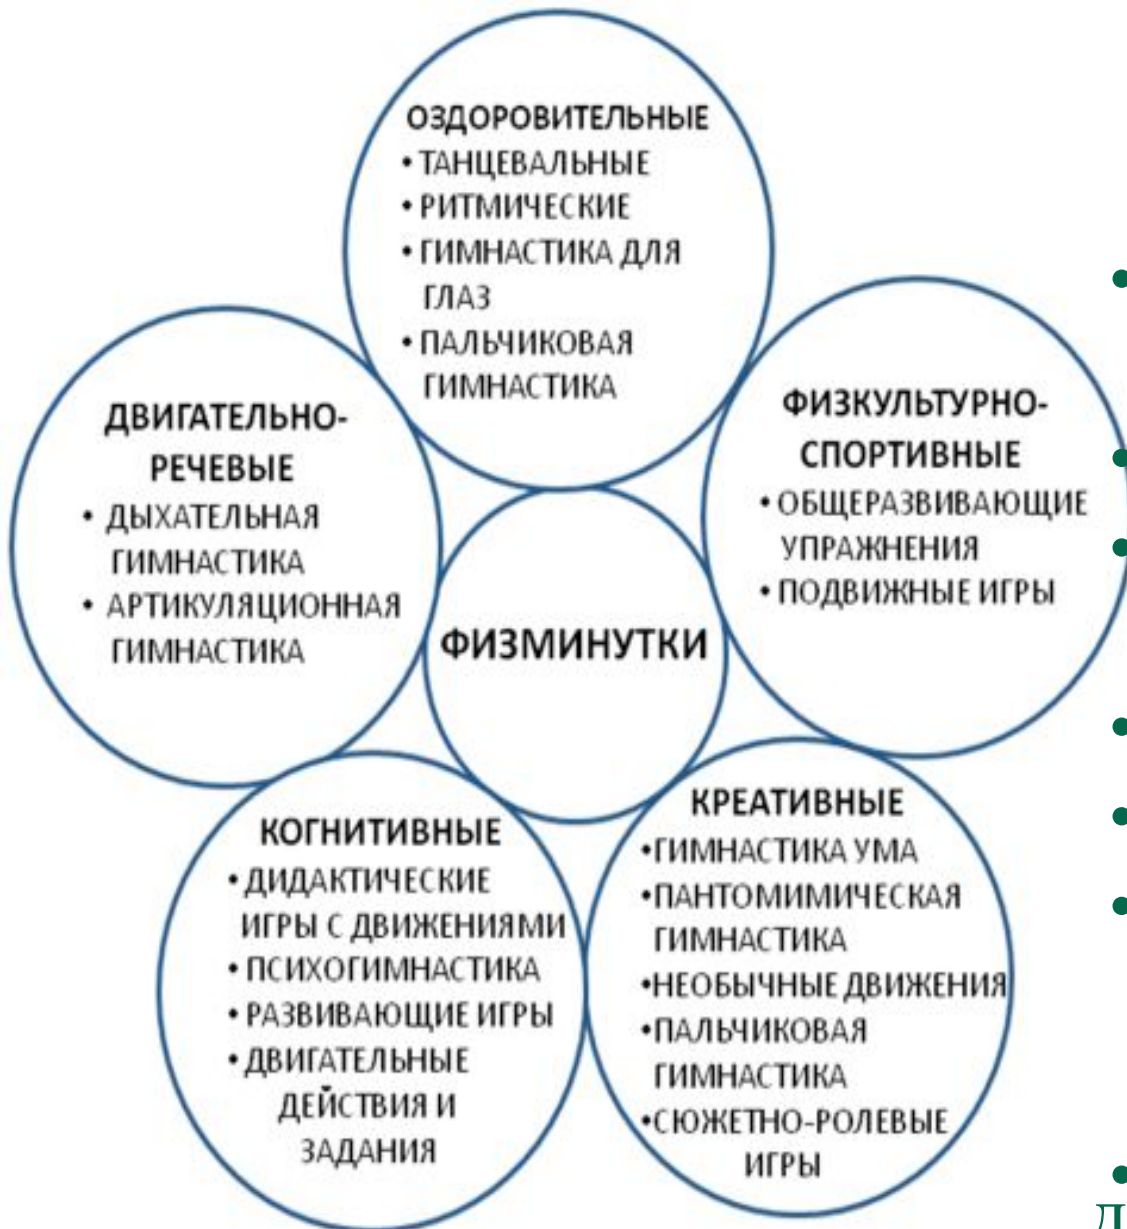 ОЗДОРОВИТЕЛЬНЫЕ
• ТАНЦЕВАЛЬНЫЕ
• РИТМИЧЕСКИЕ
• ГИМНАСТИКА ДЛЯ
ГЛАЗ
• ПАЛЬЧИКОВАЯ
ГИМНАСТИКА
ДВИГАТЕЛЬНО-
РЕЧЕВЫЕ
• ДЫХАТЕЛЬНАЯ
ГИМНАСТИКА
• АРТИКУЛЯЦИОННАЯ
ГИМНАСТИКА
ФИЗКУЛЬТУРНО-
СПОРТИВНЫЕ
• ОБЩЕРАЗВИВАЮЩИЕ
УПРАЖНЕНИЯ
• ПОДВИЖНЫЕ ИГРЫ
ФИЗМИНУТКИ
КОГНИТИВНЫЕ
• ДИДАКТИЧЕСКИЕ
ИГРЫ С ДВИЖЕНИЯМИ
• ПСИХОГИМНАСТИКА
• РАЗВИВАЮЩИЕ ИГРЫ
• ДВИГАТЕЛЬНЫЕ
ДЕЙСТВИЯ И
ЗАДАНИЯ
КРЕАТИВНЫЕ
•ГИМНАСТИКА УМА
•ПАНТОМИМИЧЕСКАЯ
ГИМНАСТИКА
•НЕОБЫЧНЫЕ ДВИЖЕНИЯ
•ПАЛЬЧИКОВАЯ
ГИМНАСТИКА
•СЮЖЕТНО-РОЛЕВЫЕ
ИГРЫ